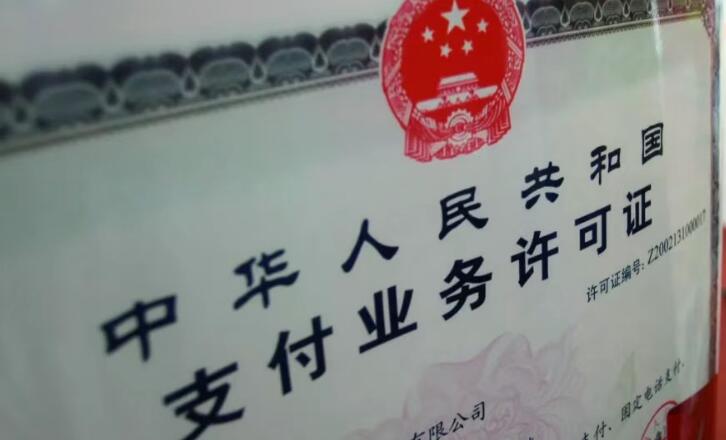 中华人民共和国
支付业务许可证
许可证编号：Z2002131000017
有限公司
支付、固定电话支付、